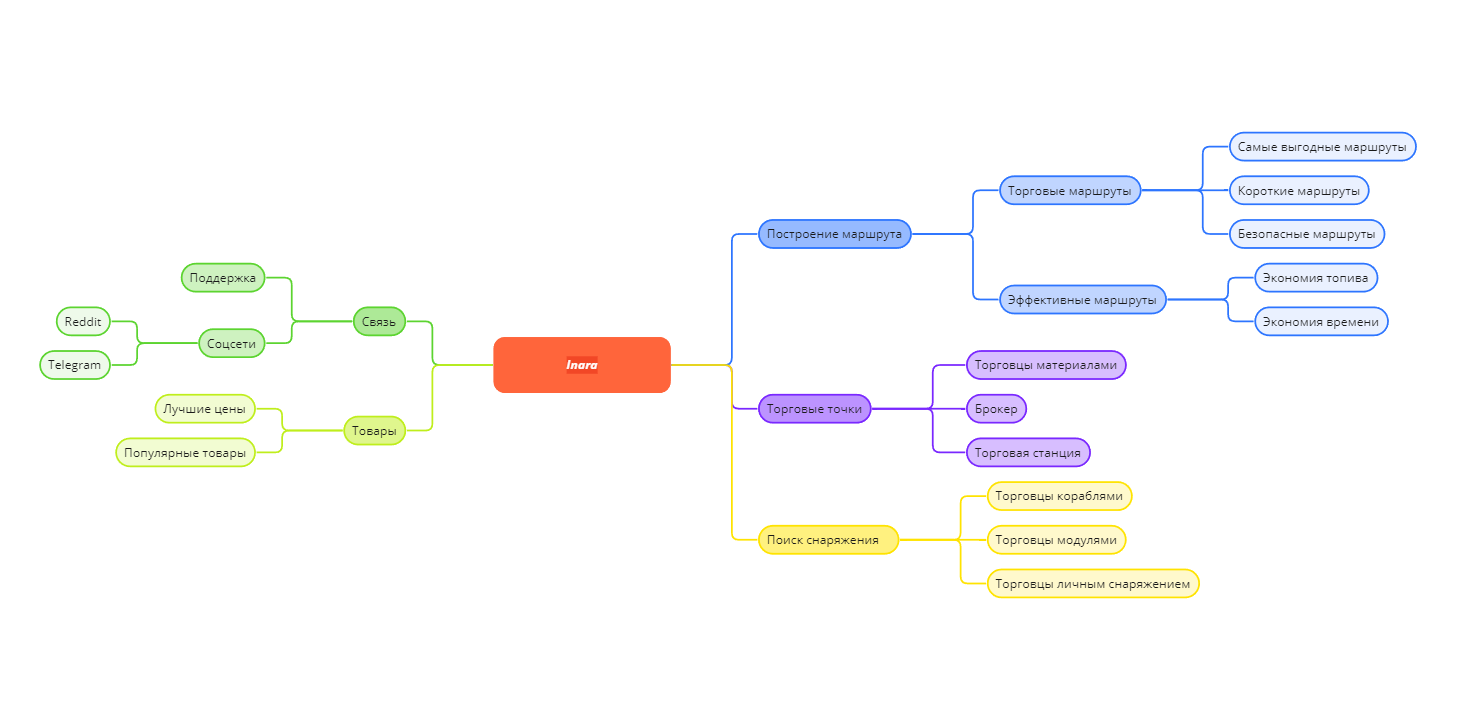 Inara
Построение маршрута
Торговые маршруты
Самые выгодные маршруты
Короткие маршруты
Безопасные маршруты
Эффективные маршруты
Экономия топива
Экономия времени
Торговые точки
Торговцы материалами
Брокер
Торговая станция
Поиск снаряжения
Торговцы кораблями
Торговцы модулями
Торговцы личным снаряжением
Связь
Поддержка
Соцсети
Reddit
Telegram
Товары
Лучшие цены
Популярные товары